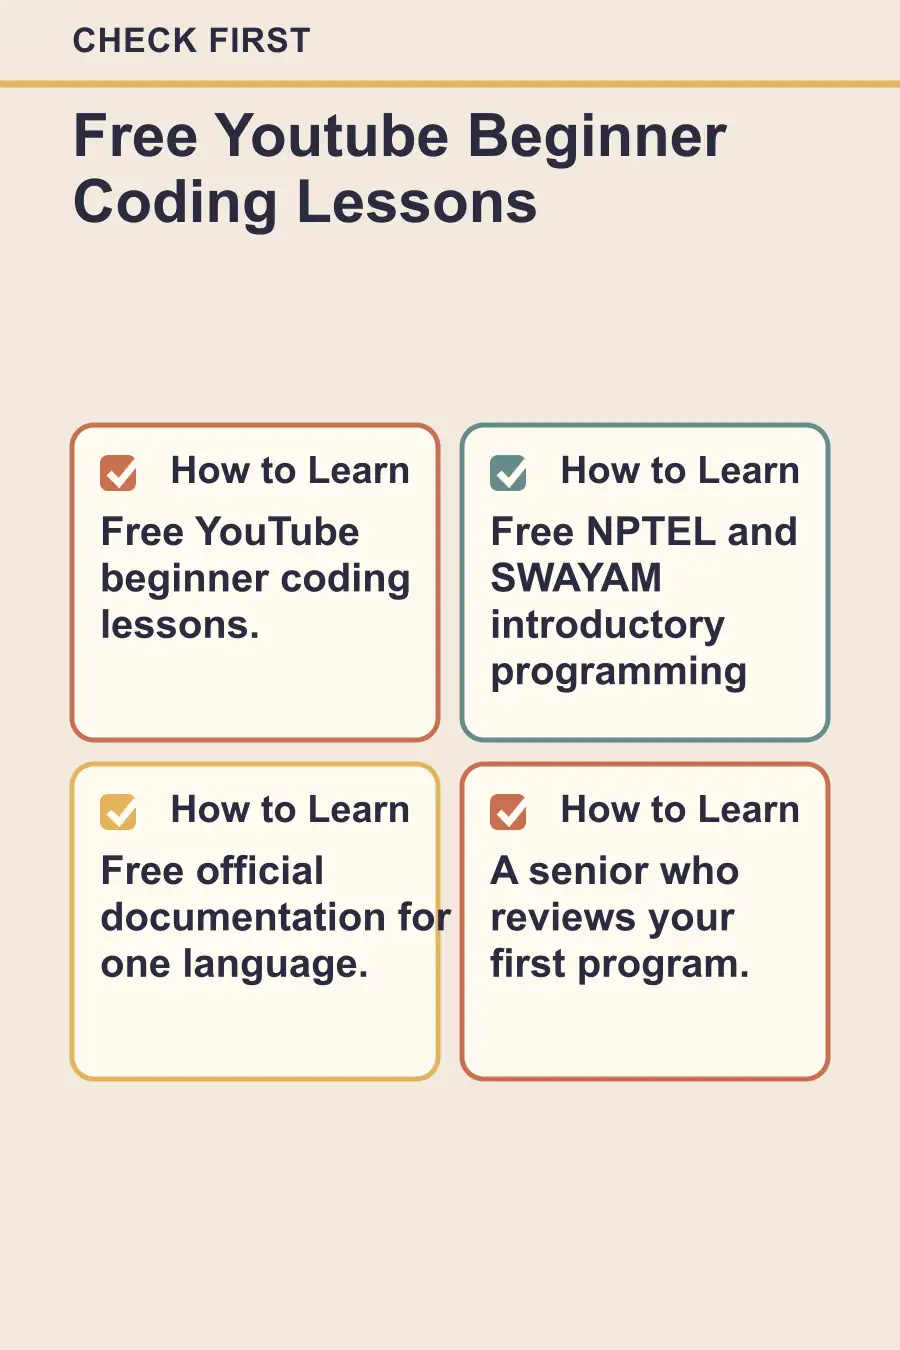 CHECK FIRST
Free Youtube Beginner
Coding Lessons
How to Learn
Free YouTube
beginner coding
lessons.
How to Learn
Free NPTEL and
SWAYAM
introductory
programming
How to Learn
Free official
documentation for
one language.
How to Learn
A senior who
reviews your
first program.